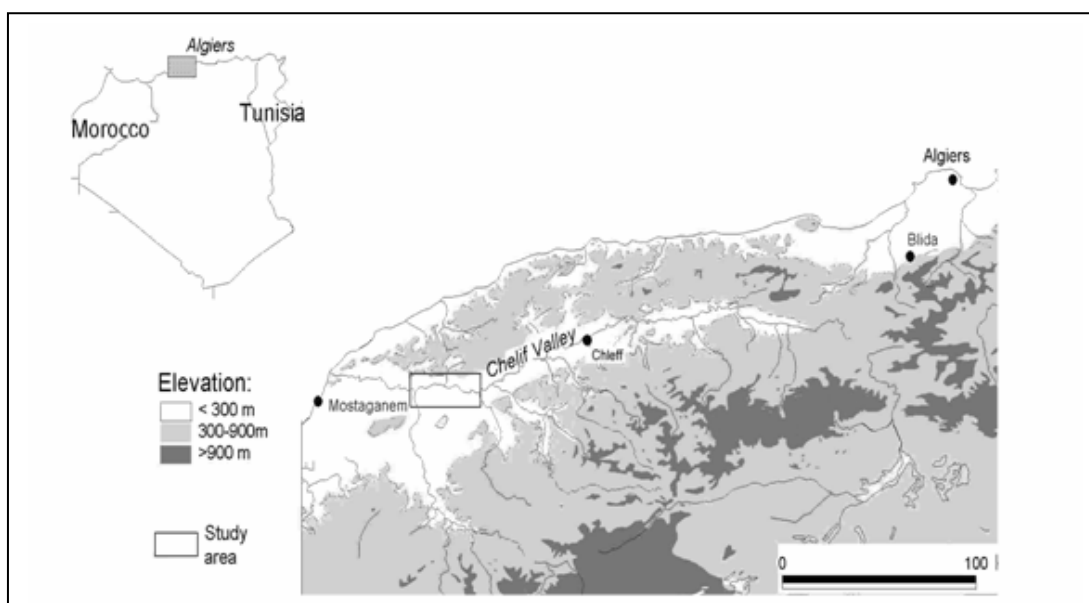 Algiers
Morocco
Tunisia
Algiers
Blida
Chelif Valley
Chleff
Mostaganem
Elevation:
< 300 m
300-900m
>900 m
Study
area
0 100